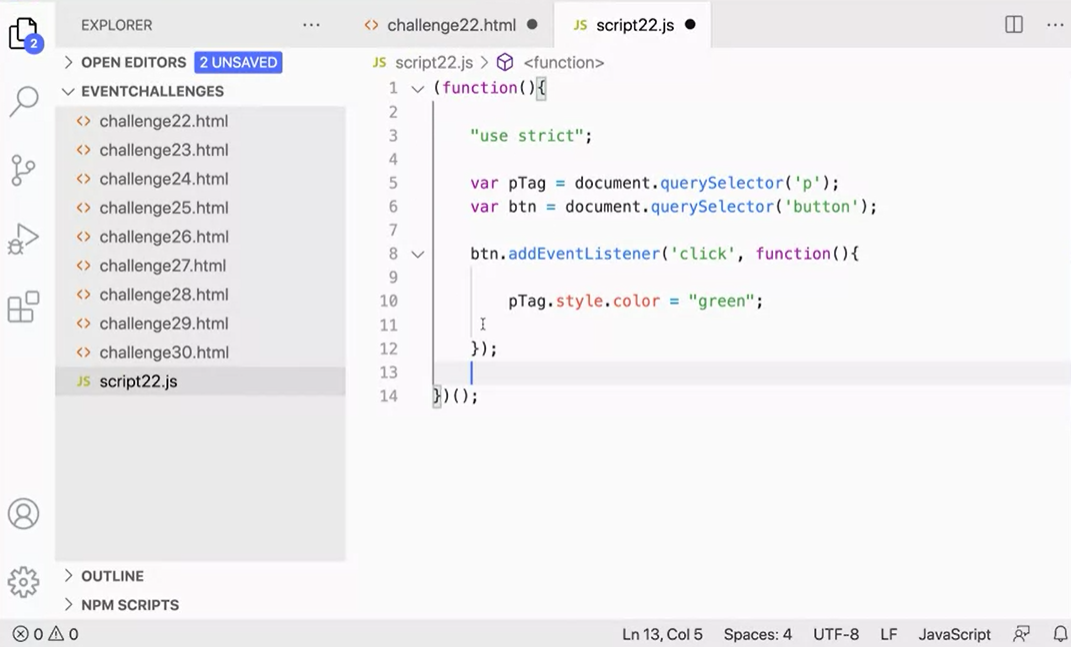 EXPLORER
challenge22.html
JS script22.js
2
OPEN EDITORS 2 UNSAVED
JS script22.js > <function>
EVENTCHALLENGES
<> challenge22.html
<> challenge23.html
<> challenge24.html
<> challenge25.html
<> challenge26.html
<> challenge27.html
<> challenge28.html
<> challenge29.html
<> challenge30.html
JS script22.js
1 (function(){
2
3 "use strict";
4
5 var pTag = document.querySelector('p');
6 var btn = document.querySelector('button');
7
8 btn.addEventListener('click', function(){
9
10 pTag.style.color = "green";
11
12 });
13
14 })();
OUTLINE
NPM SCRIPTS
0 0
Ln 13, Col 5 Spaces: 4 UTF-8 LF JavaScript